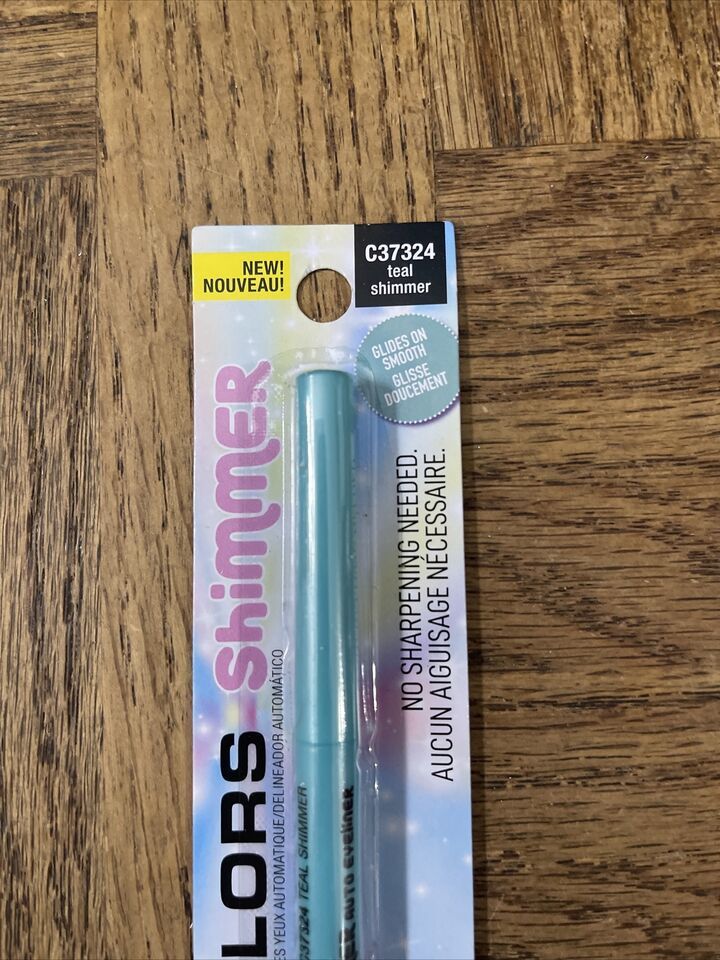 NEW!
NOUVEAU!
C37324
teal
shimmer
GLIDES ON
SMOOTH
GLISSE
DOUCEMENT
shimmer
LORS
ES YEUX AUTOMATIQUE/DELINEADOR AUTOMÁTICO
NO SHARPENING NEEDED.
AUCUN AIGUISAGE NÉCESSAIRE.
C37324 TEAL SHIMMER
AUTO eyeliner